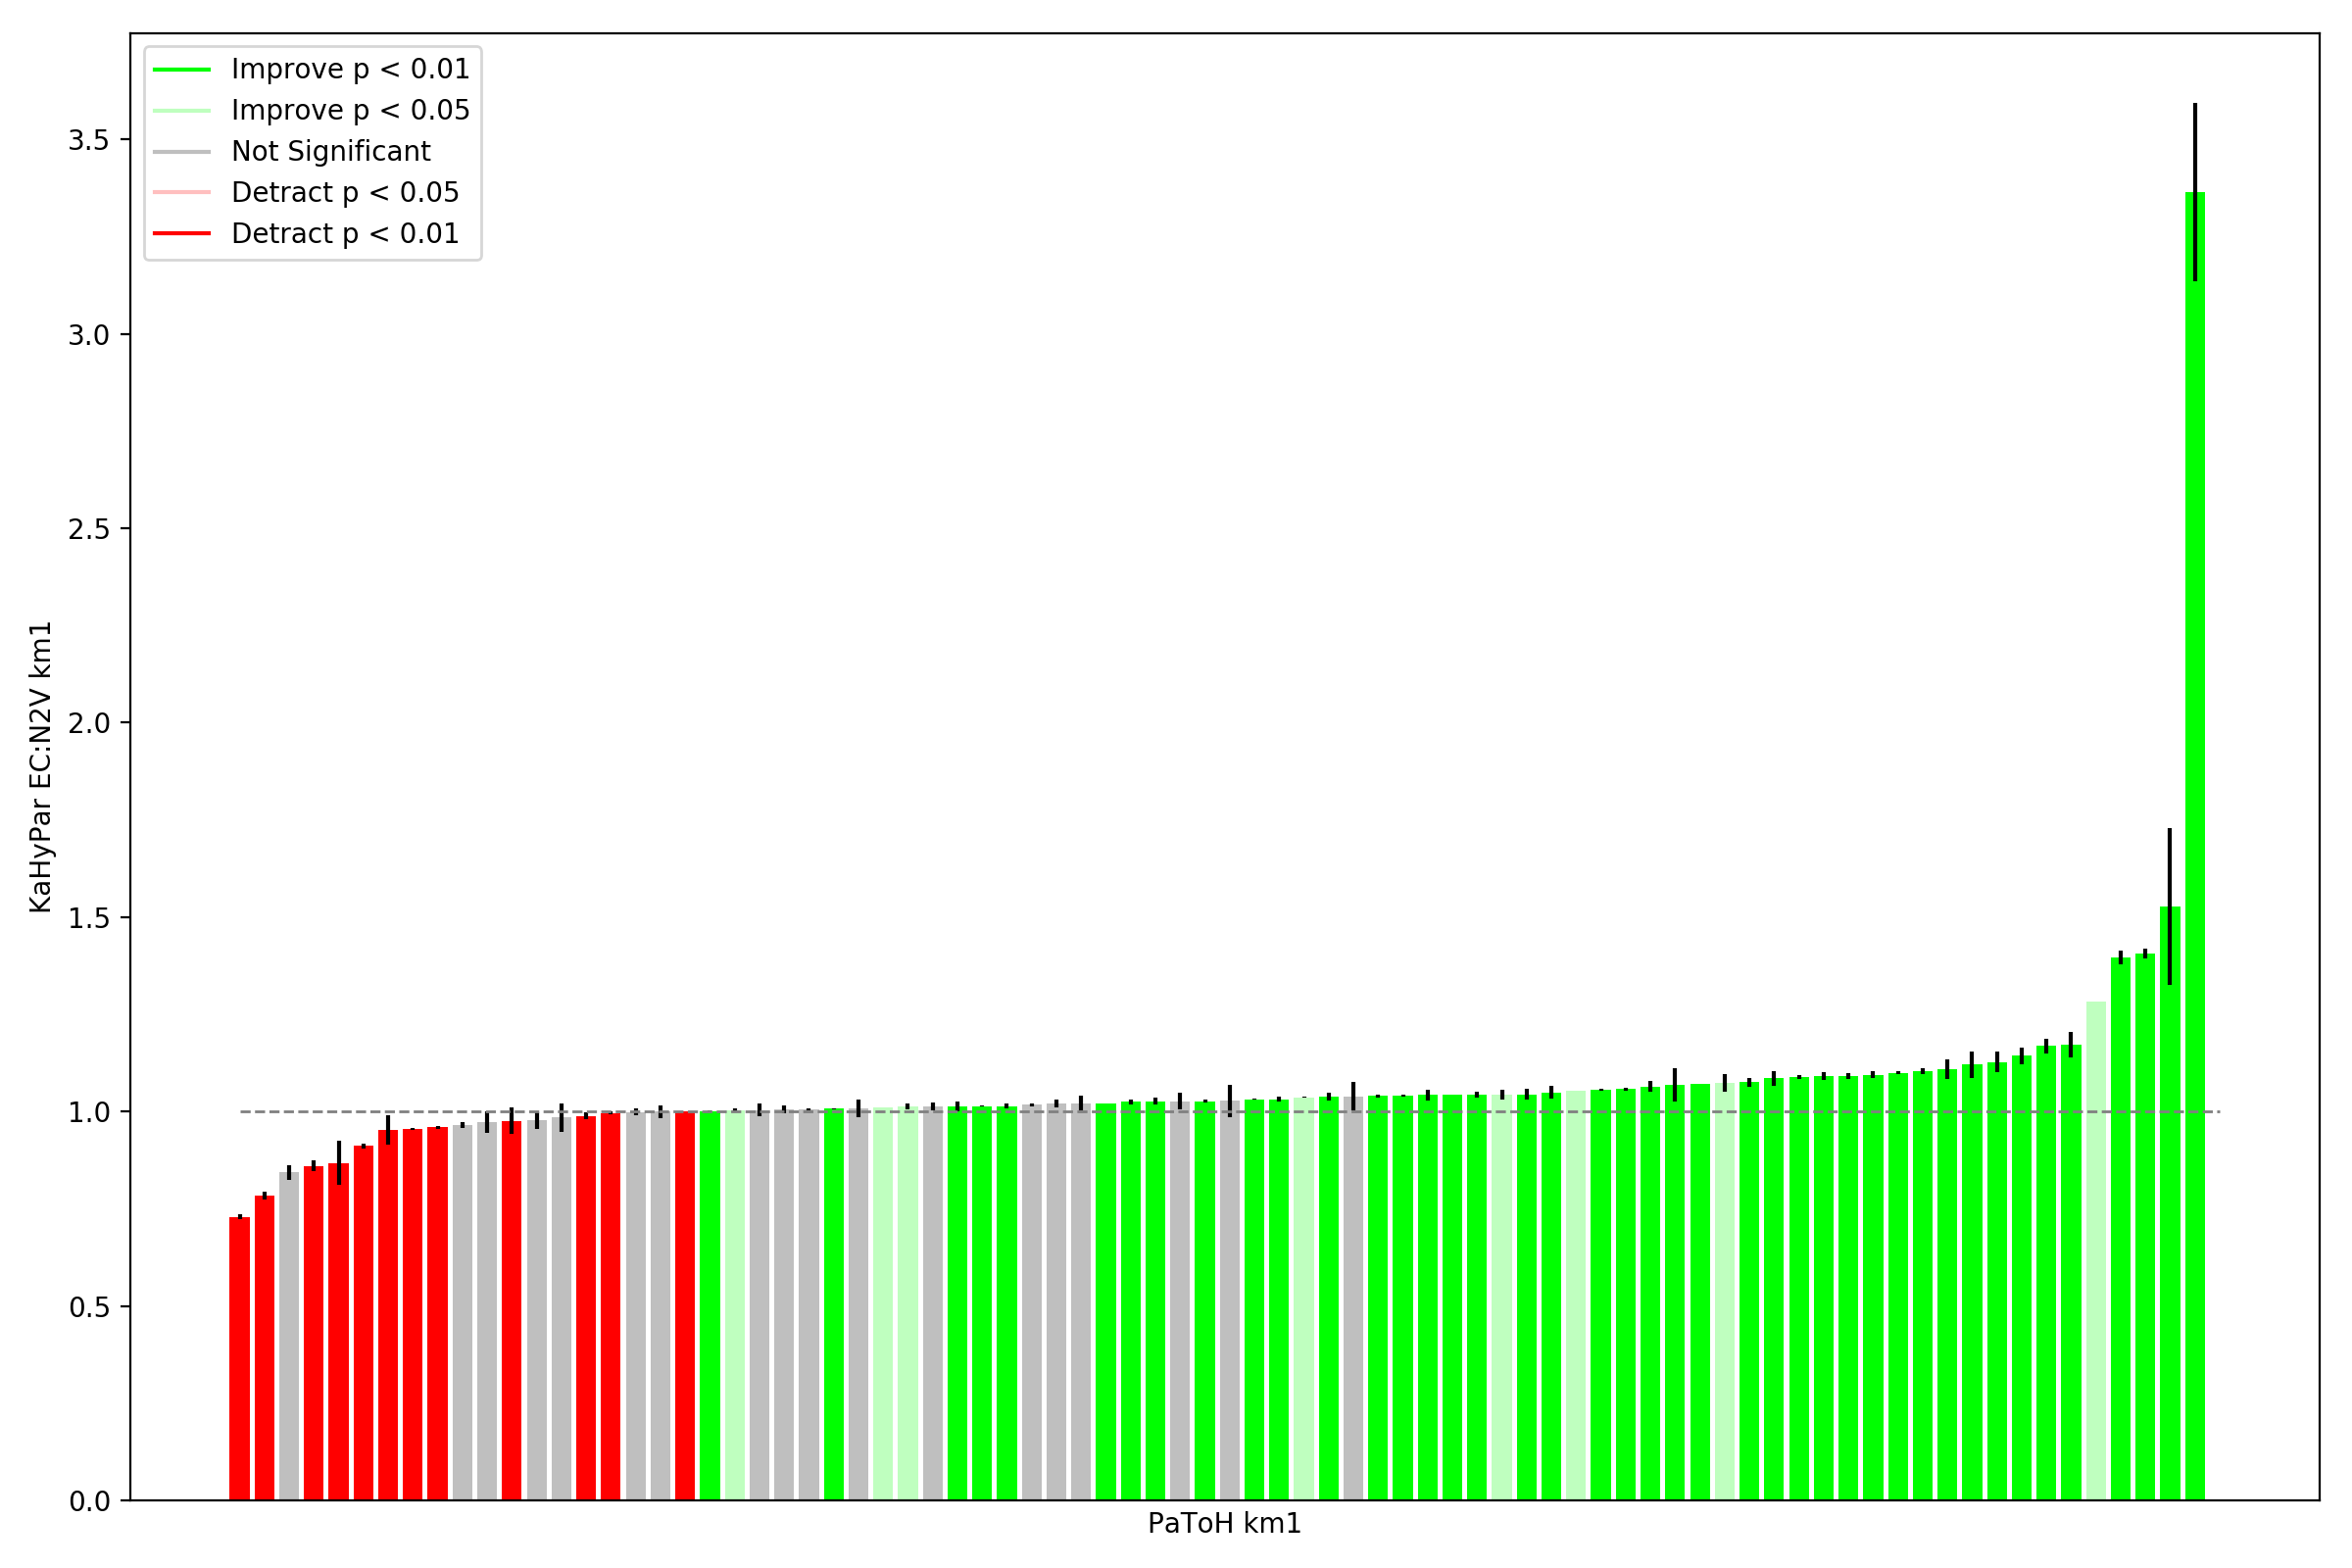 Improve p < 0.01
Improve p < 0.05
Not Significant
Detract p < 0.05
Detract p < 0.01
3.5
3.0
2.5
2.0
1.5
1.0
0.5
0.0
KaHyPar EC:N2V km1
PaToH km1